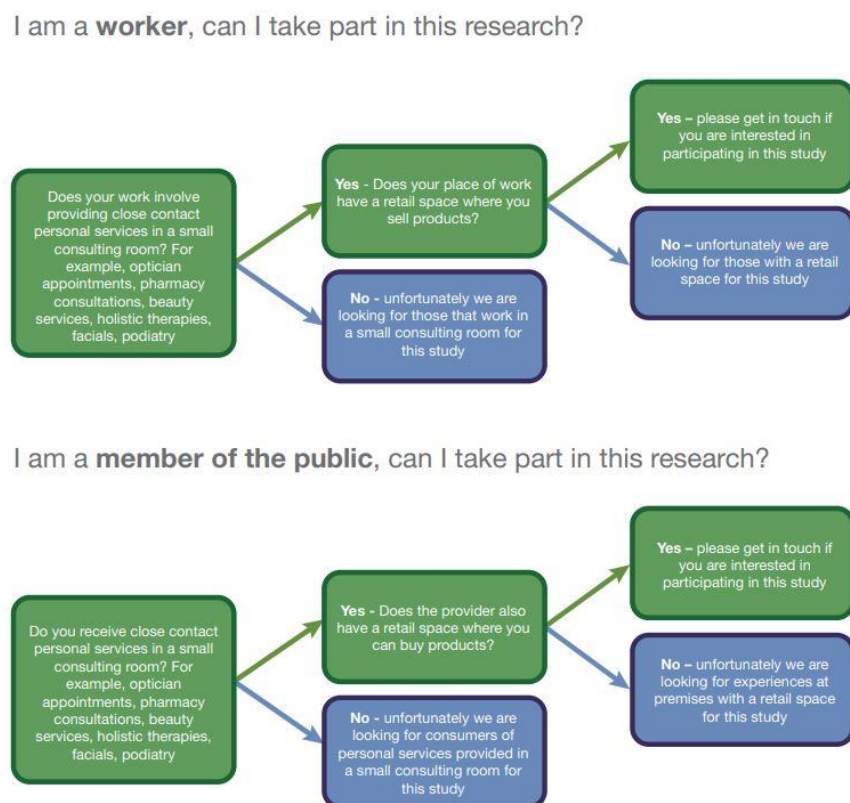 I am a worker, can I take part in this research?
Does your work involve
providing close contact
personal services in a small
consulting room? For
example, optician
appointments, pharmacy
consultations, beauty
services, holistic therapies,
facials, podiatry
Yes - Does your place of work
have a retail space where you
sell products?
No - unfortunately we are
looking for those that work in
a small consulting room for
this study
Yes – please get in touch if
you are interested in
participating in this study
No – unfortunately we are
looking for those with a retail
space for this study
I am a member of the public, can I take part in this research?
Do you receive close contact
personal services in a small
consulting room? For
example, optician
appointments, pharmacy
consultations, beauty
services, holistic therapies,
facials, podiatry
Yes - Does the provider also
have a retail space where you
can buy products?
No - unfortunately we are
looking for consumers of
personal services provided in
a small consulting room for
this study
Yes – please get in touch if
you are interested in
participating in this study
No – unfortunately we are
looking for experiences at
premises with a retail space
for this study